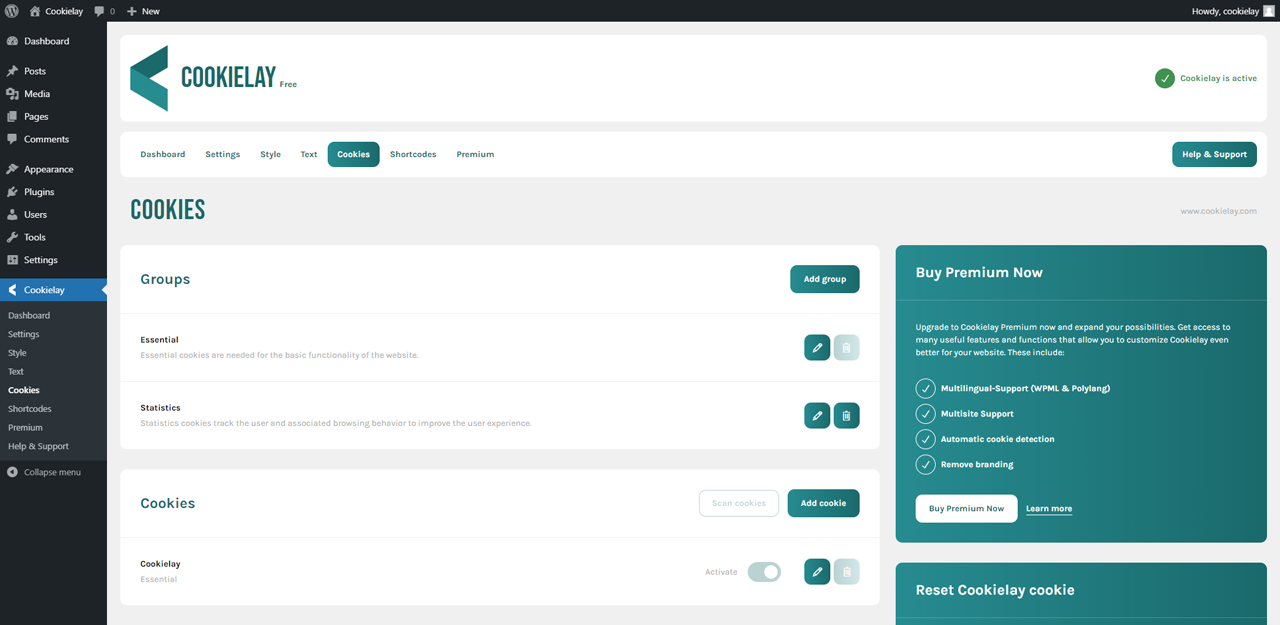 Cookielay
0
New
Howdy, cookielay
Dashboard
Posts
Media
Pages
Comments
Appearance
Plugins
Users
Tools
Settings
Cookielay
Dashboard
Settings
Style
Text
Cookies
Shortcodes
Premium
Help & Support
Collapse menu
COOKIELAY Free
Cookielay is active
Dashboard
Settings
Style
Text
Cookies
Shortcodes
Premium
Help & Support
COOKIES
www.cookielay.com
Groups
Add group
Essential
Essential cookies are needed for the basic functionality of the website.
Statistics
Statistics cookies track the user and associated browsing behavior to improve the user experience.
Cookies
Scan cookies
Add cookie
Cookielay
Essential
Activate
Buy Premium Now
Upgrade to Cookielay Premium now and expand your possibilities. Get access to
many useful features and functions that allow you to customize Cookielay even
better for your website. These include:
Multilingual-Support (WPML & Polylang)
Multisite Support
Automatic cookie detection
Remove branding
Buy Premium Now
Learn more
Reset Cookielay cookie